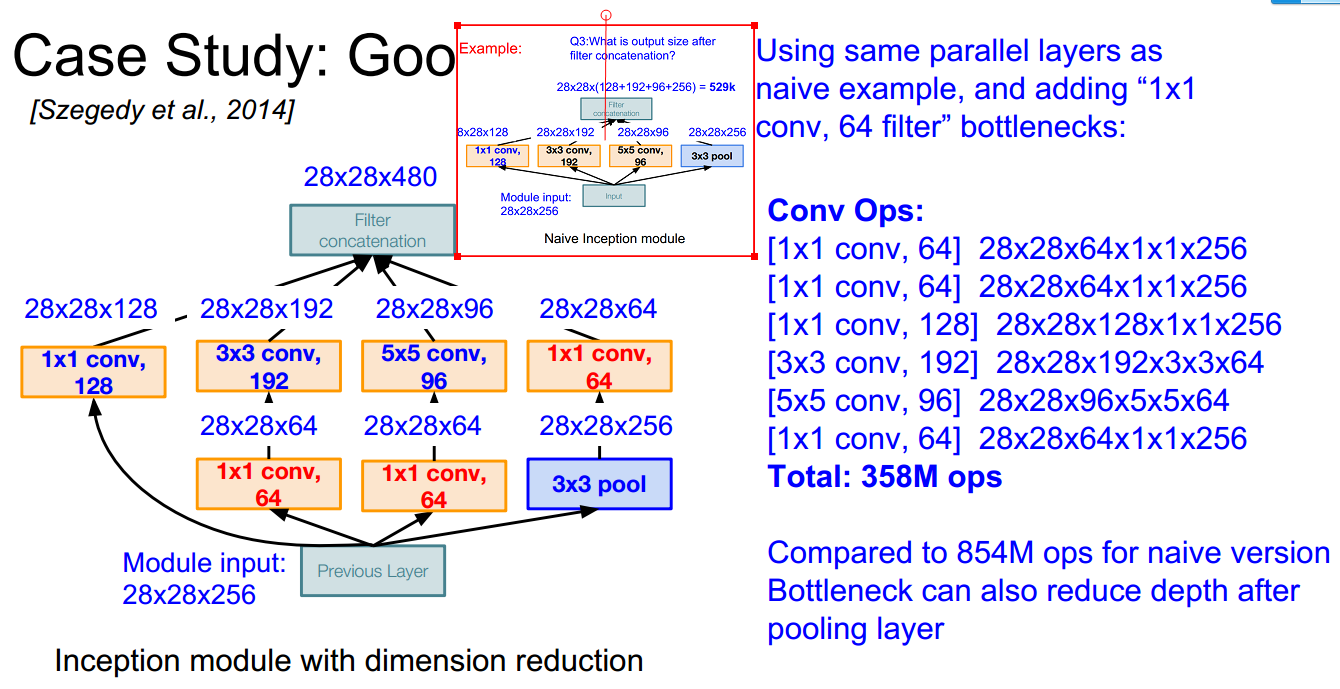 Case Study: Goo
[Szegedy et al., 2014]
28x28x480
Filter
concatenation
28x28x128
28x28x192
28x28x96
28x28x64
1x1 conv,
128
3x3 conv,
192
5x5 conv,
96
1x1 conv,
64
28x28x64
28x28x64
28x28x256
1x1 conv,
64
1x1 conv,
64
3x3 pool
Module input:
28x28x256
Previous Layer
Inception module with dimension reduction
Example:
Q3:What is output size after
filter concatenation?
28x28x(128+192+96+256) = 529k
Filter
concatenation
8x28x128
28x28x192
28x28x96
28x28x256
1x1 conv,
128
3x3 conv,
192
5x5 conv,
96
3x3 pool
Module input:
28x28x256
Input
Naive Inception module
Using same parallel layers as
naive example, and adding “1x1
conv, 64 filter” bottlenecks:
Conv Ops:
[1x1 conv, 64] 28x28x64x1x1x256
[1x1 conv, 64] 28x28x64x1x1x256
[1x1 conv, 128] 28x28x128x1x1x256
[3x3 conv, 192] 28x28x192x3x3x64
[5x5 conv, 96] 28x28x96x5x5x64
[1x1 conv, 64] 28x28x64x1x1x256
Total: 358M ops
Compared to 854M ops for naive version
Bottleneck can also reduce depth after
pooling layer